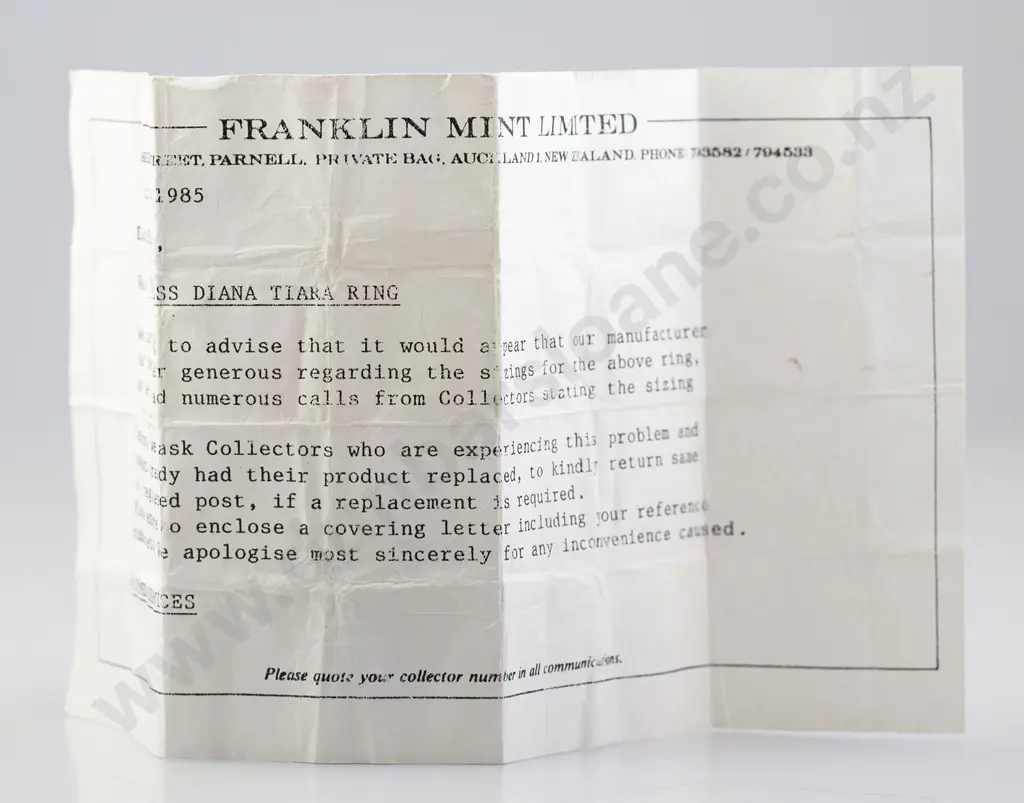 FRANKLIN MINT LIMITED
PARNELL, PRIVATE BAG, AUCKLAND 1, NEW ZEALAND. PHONE 793582 / 794533
1985
SS DIANA TIARA RING
to advise that it would appear that our manufacturer
r generous regarding the sizings for the above ring,
ad numerous calls from Collectors stating the sizing
ask Collectors who are experiencing this problem and
dy had their product replaced, to kindly return same
ed post, if a replacement is required.
o enclose a covering letter including your reference
e apologise most sincerely for any inconvenience caused.
ICES
Please quote your collector number in all communications.